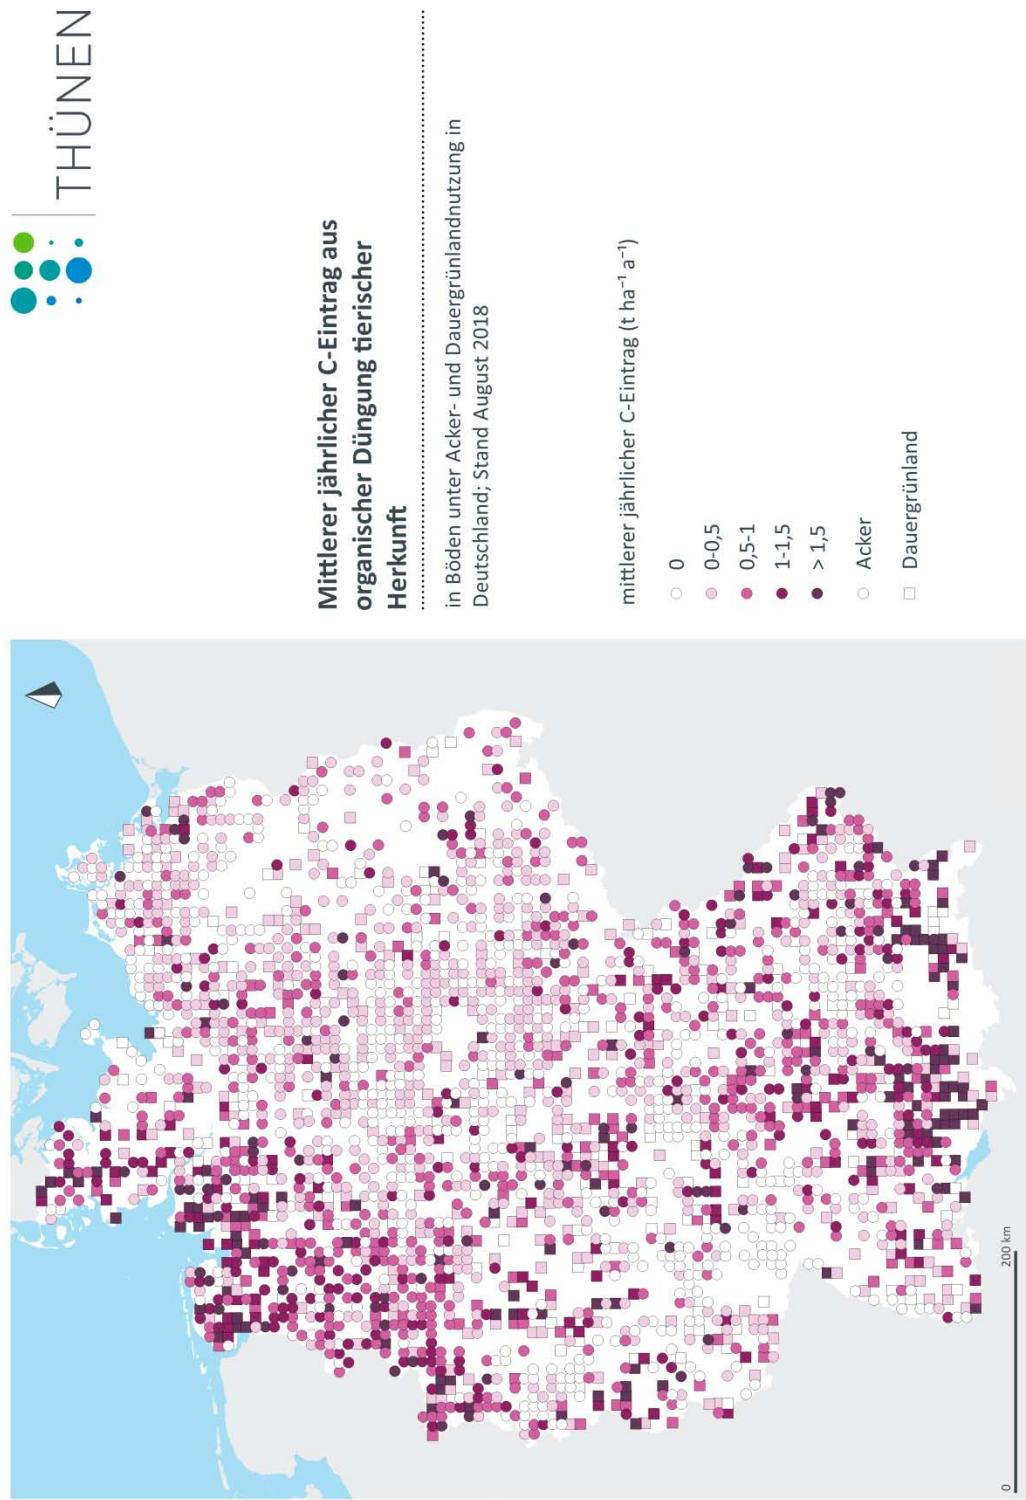 THÜNEN
Mittlerer jährlicher C-Eintrag aus
organischer Düngung tierischer
Herkunft
in Böden unter Acker- und Dauergrünlandnutzung in
Deutschland; Stand August 2018
mittlerer jährlicher C-Eintrag (t ha⁻¹ a⁻¹)
0
0-0,5
0,5-1
1-1,5
> 1,5
Acker
Dauergrünland
0 200 km